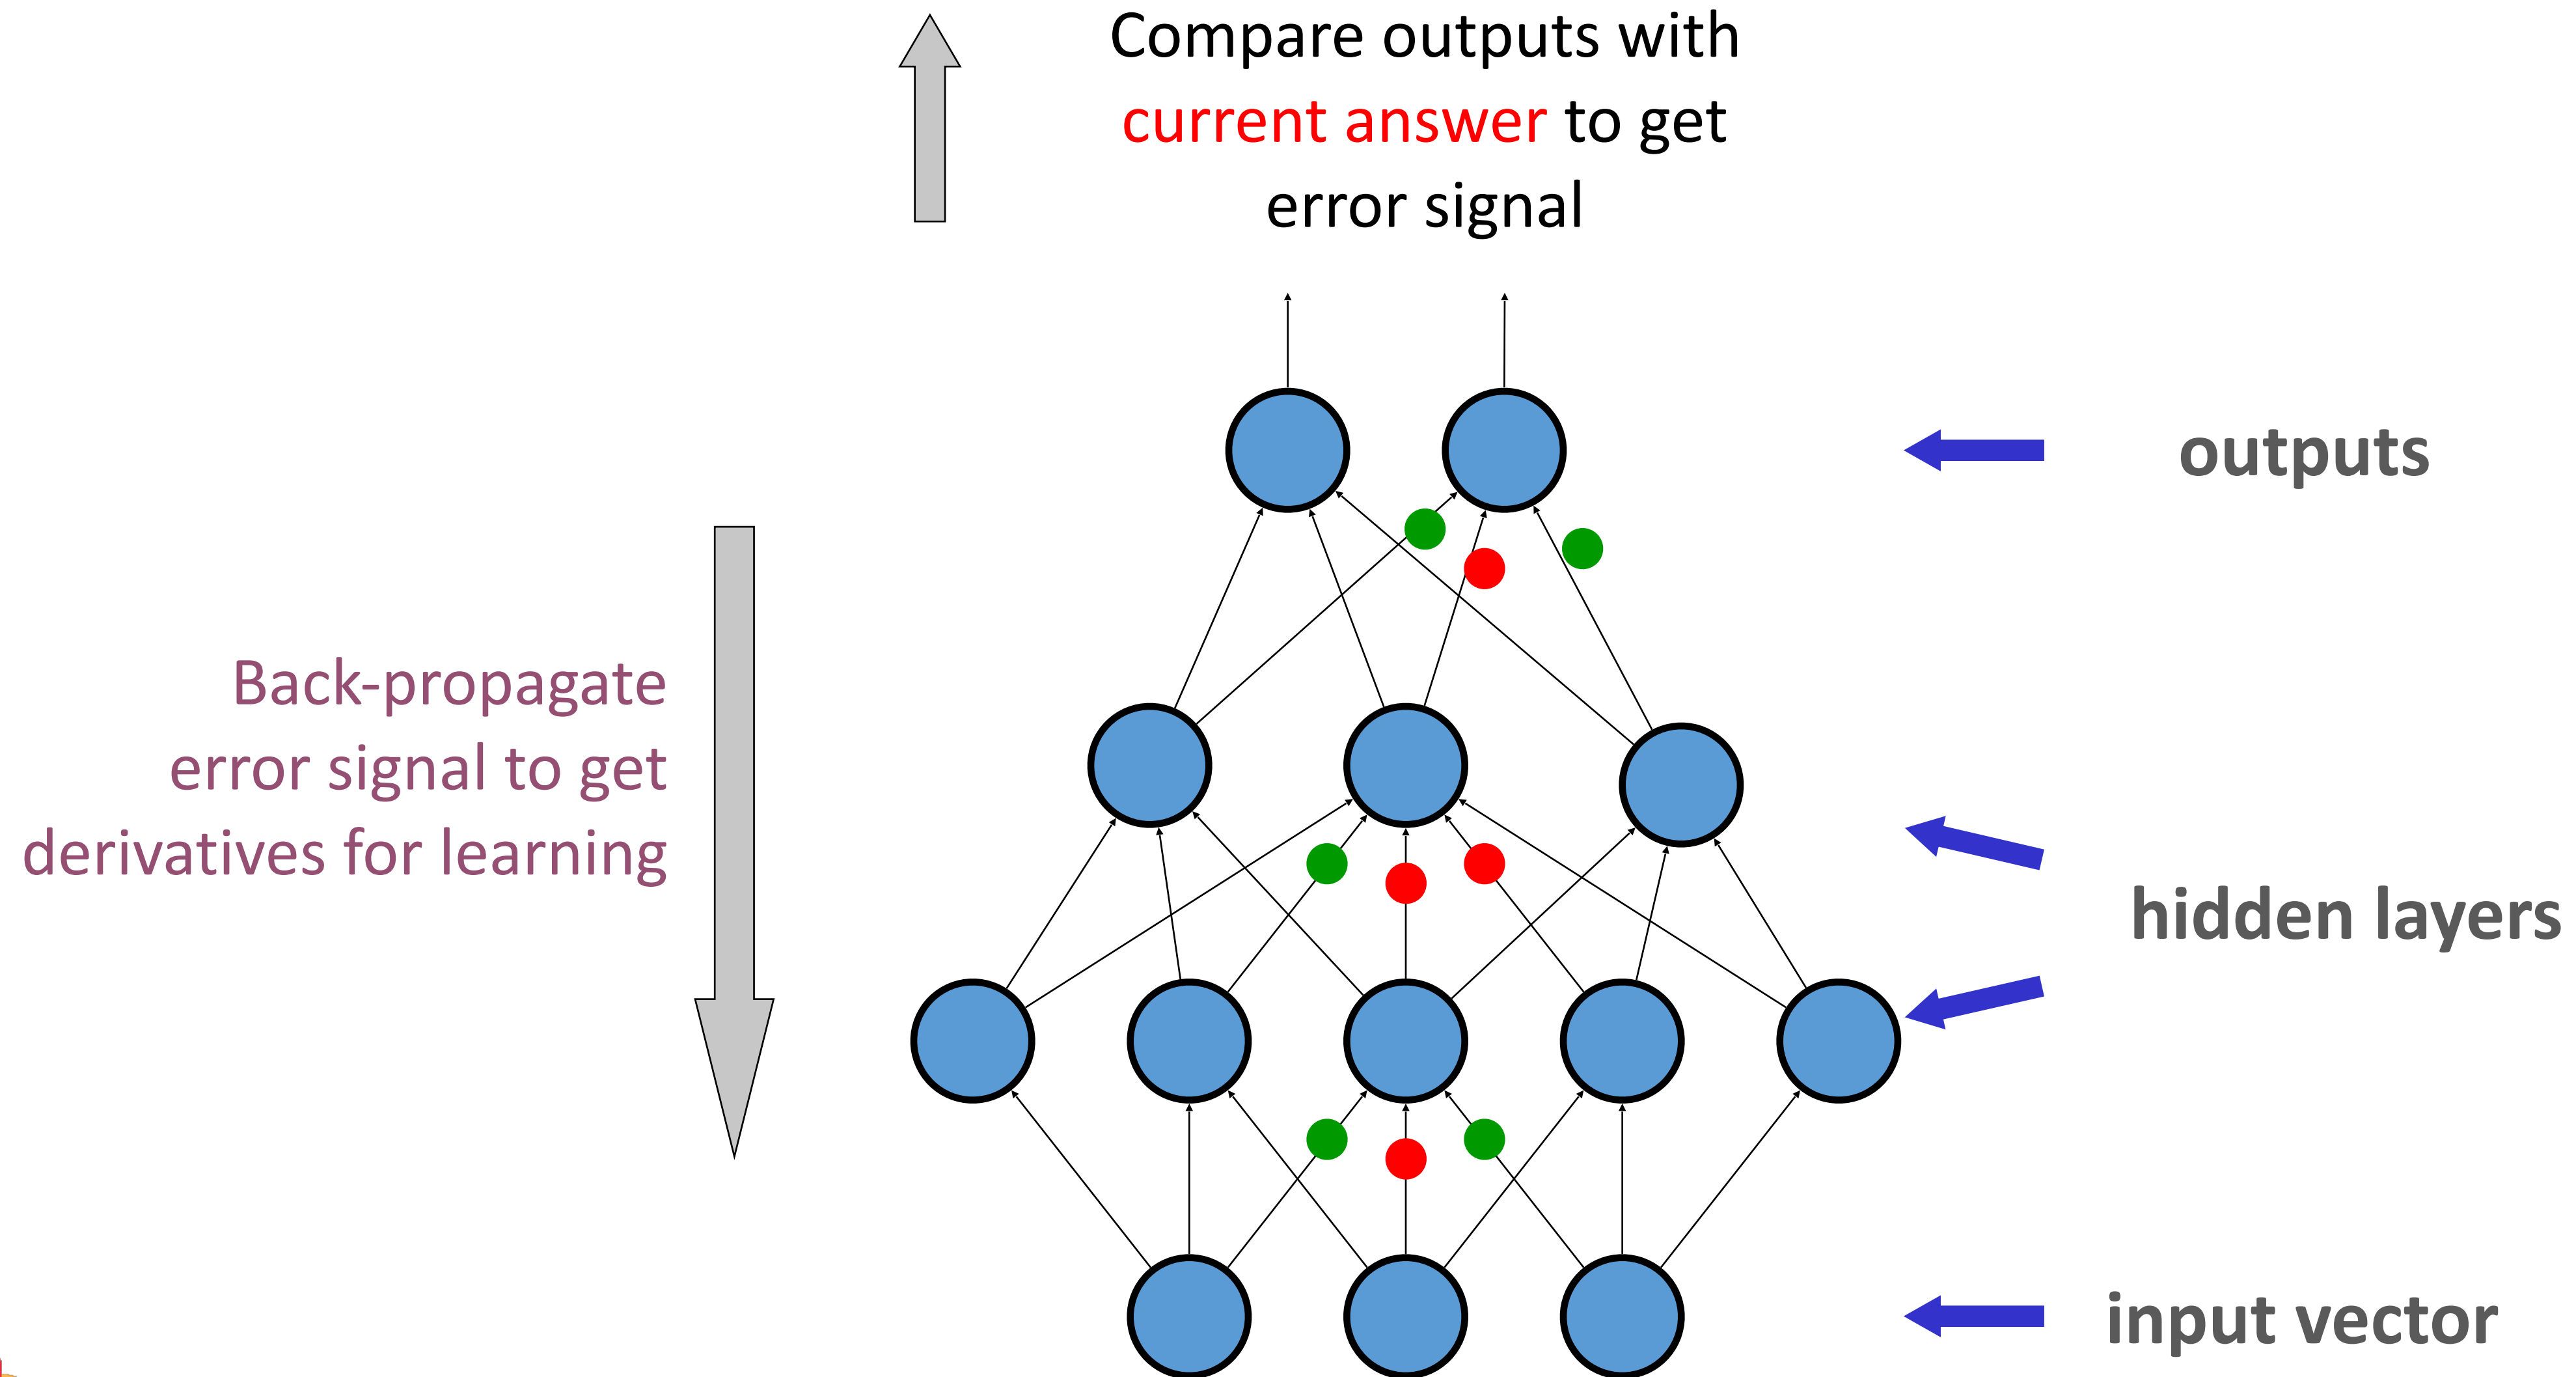 Compare outputs with
current answer to get
error signal
outputs
Back-propagate
error signal to get
derivatives for learning
hidden layers
input vector